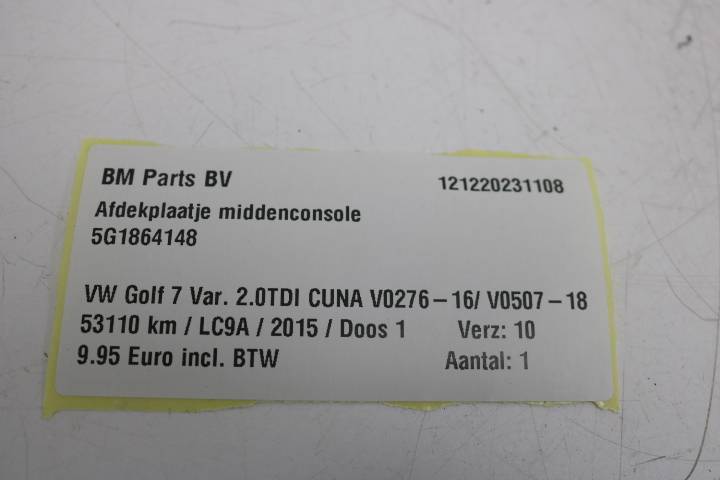 BM Parts BV 121220231108
Afdekplaatje middenconsole
5G1864148
VW Golf 7 Var. 2.0TDI CUNA V0276-16/ V0507-18
53110 km / LC9A / 2015 / Doos 1 Verz: 10
9.95 Euro incl. BTW Aantal: 1